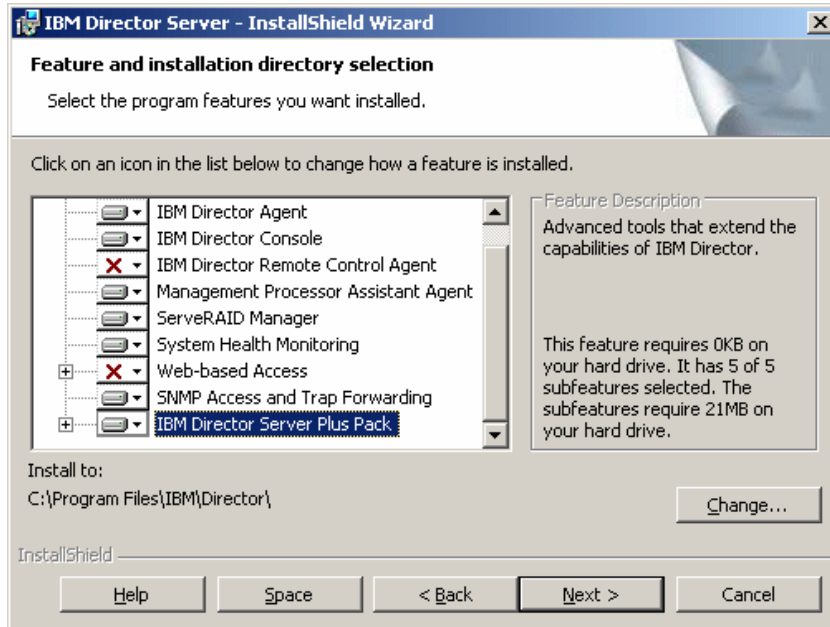 IBM Director Server - InstallShield Wizard
Feature and installation directory selection
Select the program features you want installed.
Click on an icon in the list below to change how a feature is installed.
IBM Director Agent
IBM Director Console
IBM Director Remote Control Agent
Management Processor Assistant Agent
ServeRAID Manager
System Health Monitoring
Web-based Access
SNMP Access and Trap Forwarding
IBM Director Server Plus Pack
Feature Description
Advanced tools that extend the
capabilities of IBM Director.
This feature requires 0KB on
your hard drive. It has 5 of 5
subfeatures selected. The
subfeatures require 21MB on
your hard drive.
Install to:
C:\Program Files\IBM\Director\
Change...
InstallShield
Help Space < Back Next > Cancel